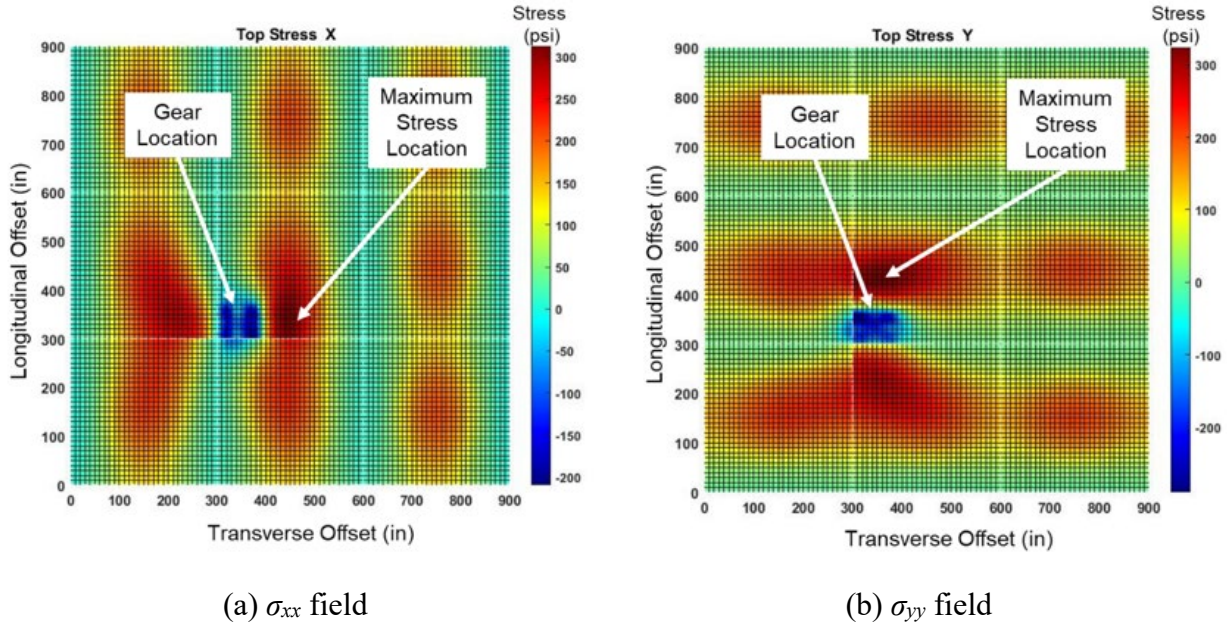 Stress
(psi)
Top Stress X
900
800
700
600
500
400
300
200
100
0
Longitudinal Offset (in)
Gear
Location
Maximum
Stress
Location
300
250
200
150
100
50
0
-50
-100
-150
-200
0 100 200 300 400 500 600 700 800 900
Transverse Offset (in)
(a) σxx field
Stress
(psi)
Top Stress Y
900
800
700
600
500
400
300
200
100
0
Longitudinal Offset (in)
Gear
Location
Maximum
Stress
Location
300
200
100
0
-100
-200
0 100 200 300 400 500 600 700 800 900
Transverse Offset (in)
(b) σyy field